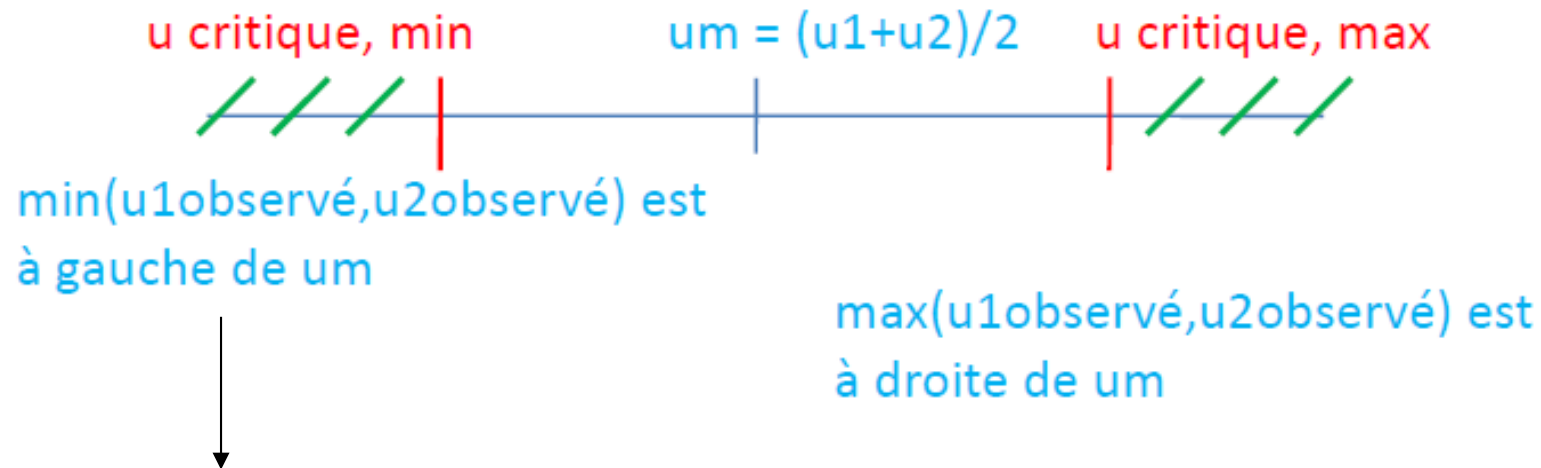 u critique, min
um = (u1+u2)/2
u critique, max
min(u1observé,u2observé) est
à gauche de um
max(u1observé,u2observé) est
à droite de um